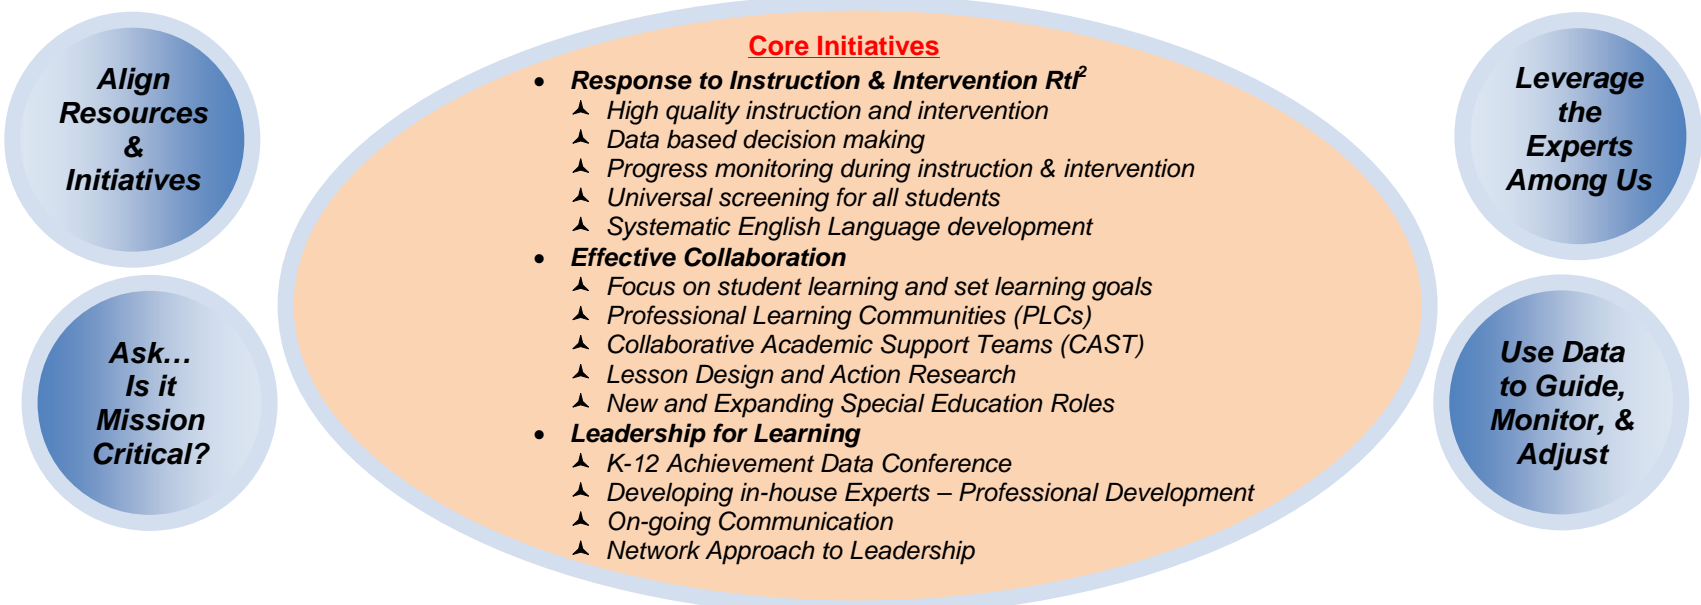 Align
Resources
&
Initiatives
Ask…
Is it
Mission
Critical?
Core Initiatives
• Response to Instruction & Intervention RtI²
High quality instruction and intervention
Data based decision making
Progress monitoring during instruction & intervention
Universal screening for all students
Systematic English Language development
• Effective Collaboration
Focus on student learning and set learning goals
Professional Learning Communities (PLCs)
Collaborative Academic Support Teams (CAST)
Lesson Design and Action Research
New and Expanding Special Education Roles
• Leadership for Learning
K-12 Achievement Data Conference
Developing in-house Experts – Professional Development
On-going Communication
Network Approach to Leadership
Leverage
the
Experts
Among Us
Use Data
to Guide,
Monitor, &
Adjust